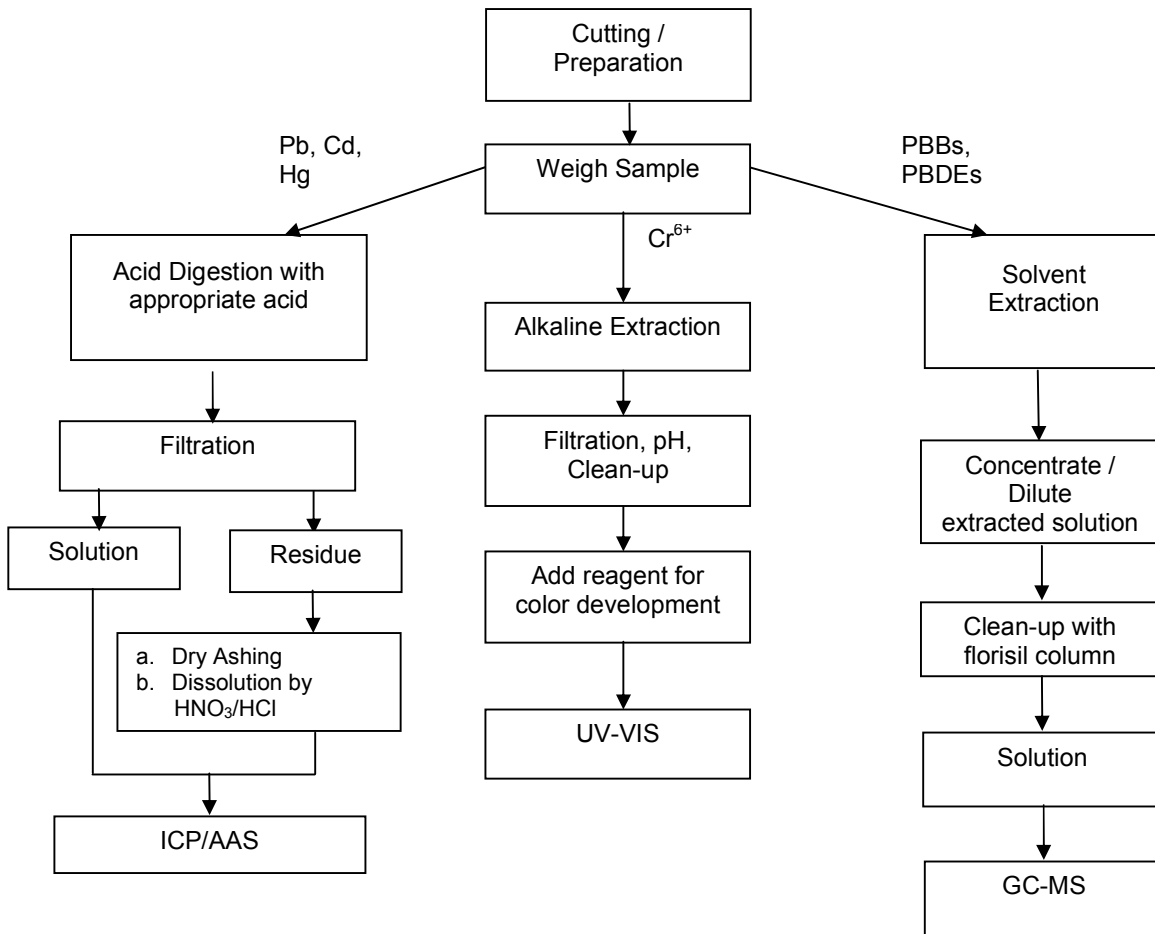 Cutting /
Preparation
Pb, Cd,
Hg
Weigh Sample
PBBs,
PBDEs
Cr⁶⁺
Acid Digestion with
appropriate acid
Solvent
Extraction
Alkaline Extraction
Filtration
Filtration, pH,
Clean-up
Concentrate /
Dilute
extracted solution
Solution
Residue
Add reagent for
color development
Clean-up with
florisil column
a. Dry Ashing
b. Dissolution by
HNO₃/HCl
UV-VIS
Solution
ICP/AAS
GC-MS